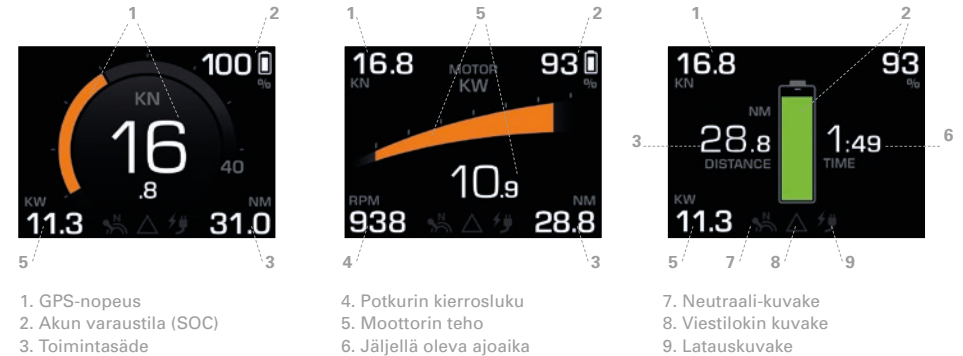 1 2 1 5 2 1 2
100 %
KN
16
.8
40
KW
11.3
N
NM
31.0
5 3
16.8
KN
MOTOR
KW
93 %
10.9
RPM
938
N
NM
28.8
4 3
16.8
KN
93
%
NM
3 28.8 1:49 6
DISTANCE TIME
KW
11.3
N
5 7 8 9
1. GPS-nopeus
2. Akun varaustila (SOC)
3. Toimintasäde
4. Potkurin kierrosluku
5. Moottorin teho
6. Jäljellä oleva ajoaika
7. Neutraali-kuvake
8. Viestilokin kuvake
9. Latauskuvake